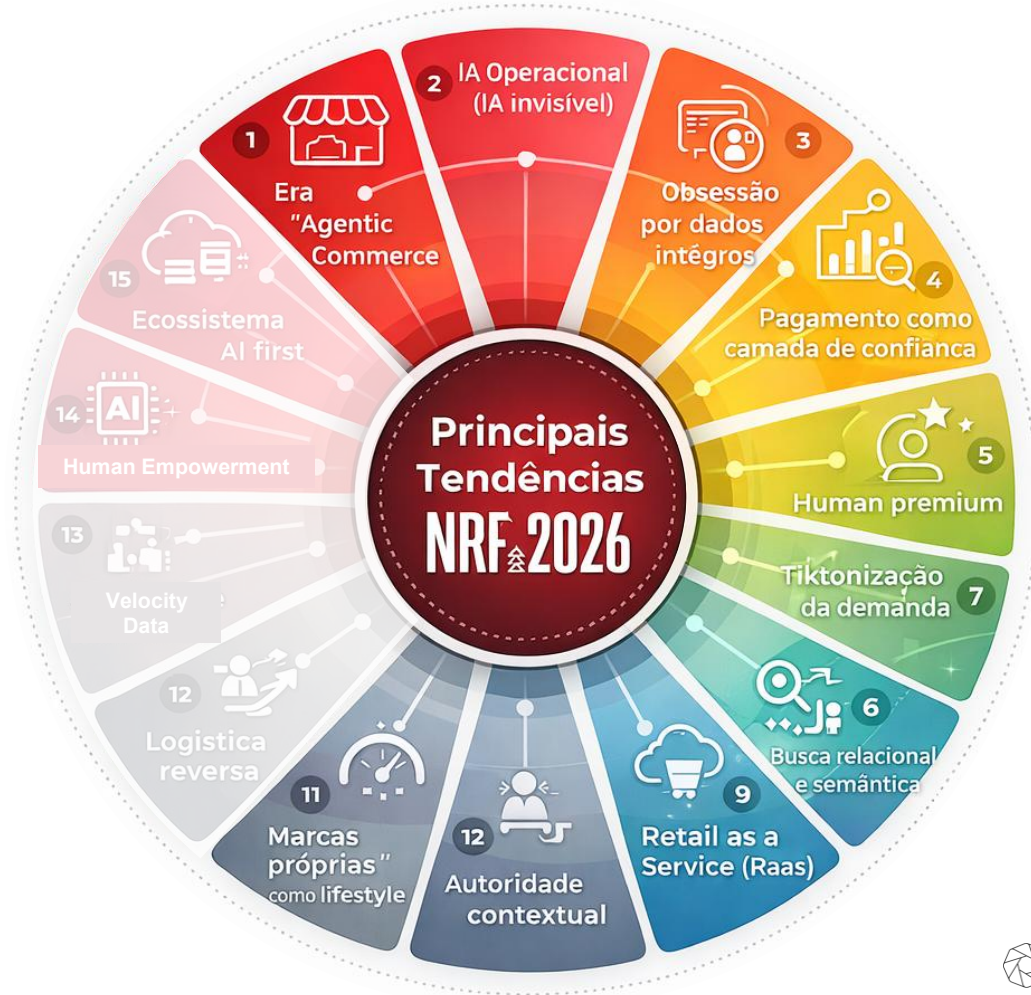 Principais
Tendências
NRF 2026
1
Era
"Agentic
Commerce
2 IA Operacional
(IA invisível)
3
Obsessão
por dados
intégros
4
Pagamento como
camada de confianca
5
Human premium
Tiktonização
da demanda 7
6
Busca relacional
e semântica
9
Retail as a
Service (Raas)
12
Autoridade
contextual
11
Marcas
próprias"
como lifestyle
12
Logistica
reversa
13
Velocity
Data
14
AI
Human Empowerment
15
Ecossistema
AI first